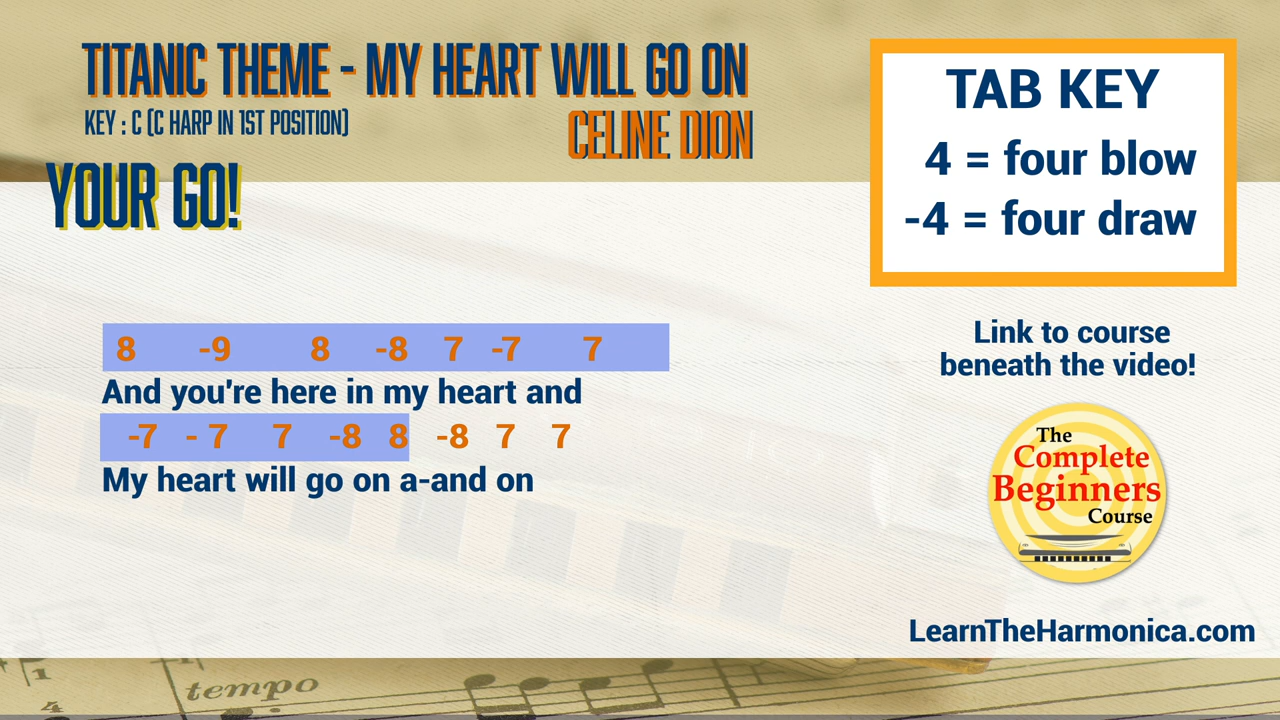 TITANIC THEME - MY HEART WILL GO ON
KEY : C (C HARP IN 1ST POSITION)
CELINE DION
YOUR GO!
TAB KEY
4 = four blow
-4 = four draw
8 -9 8 -8 7 -7 7
And you're here in my heart and
-7 - 7 7 -8 8 -8 7 7
My heart will go on a-and on
Link to course
beneath the video!
The
Complete
Beginners
Course
LearnTheHarmonica.com
tempo